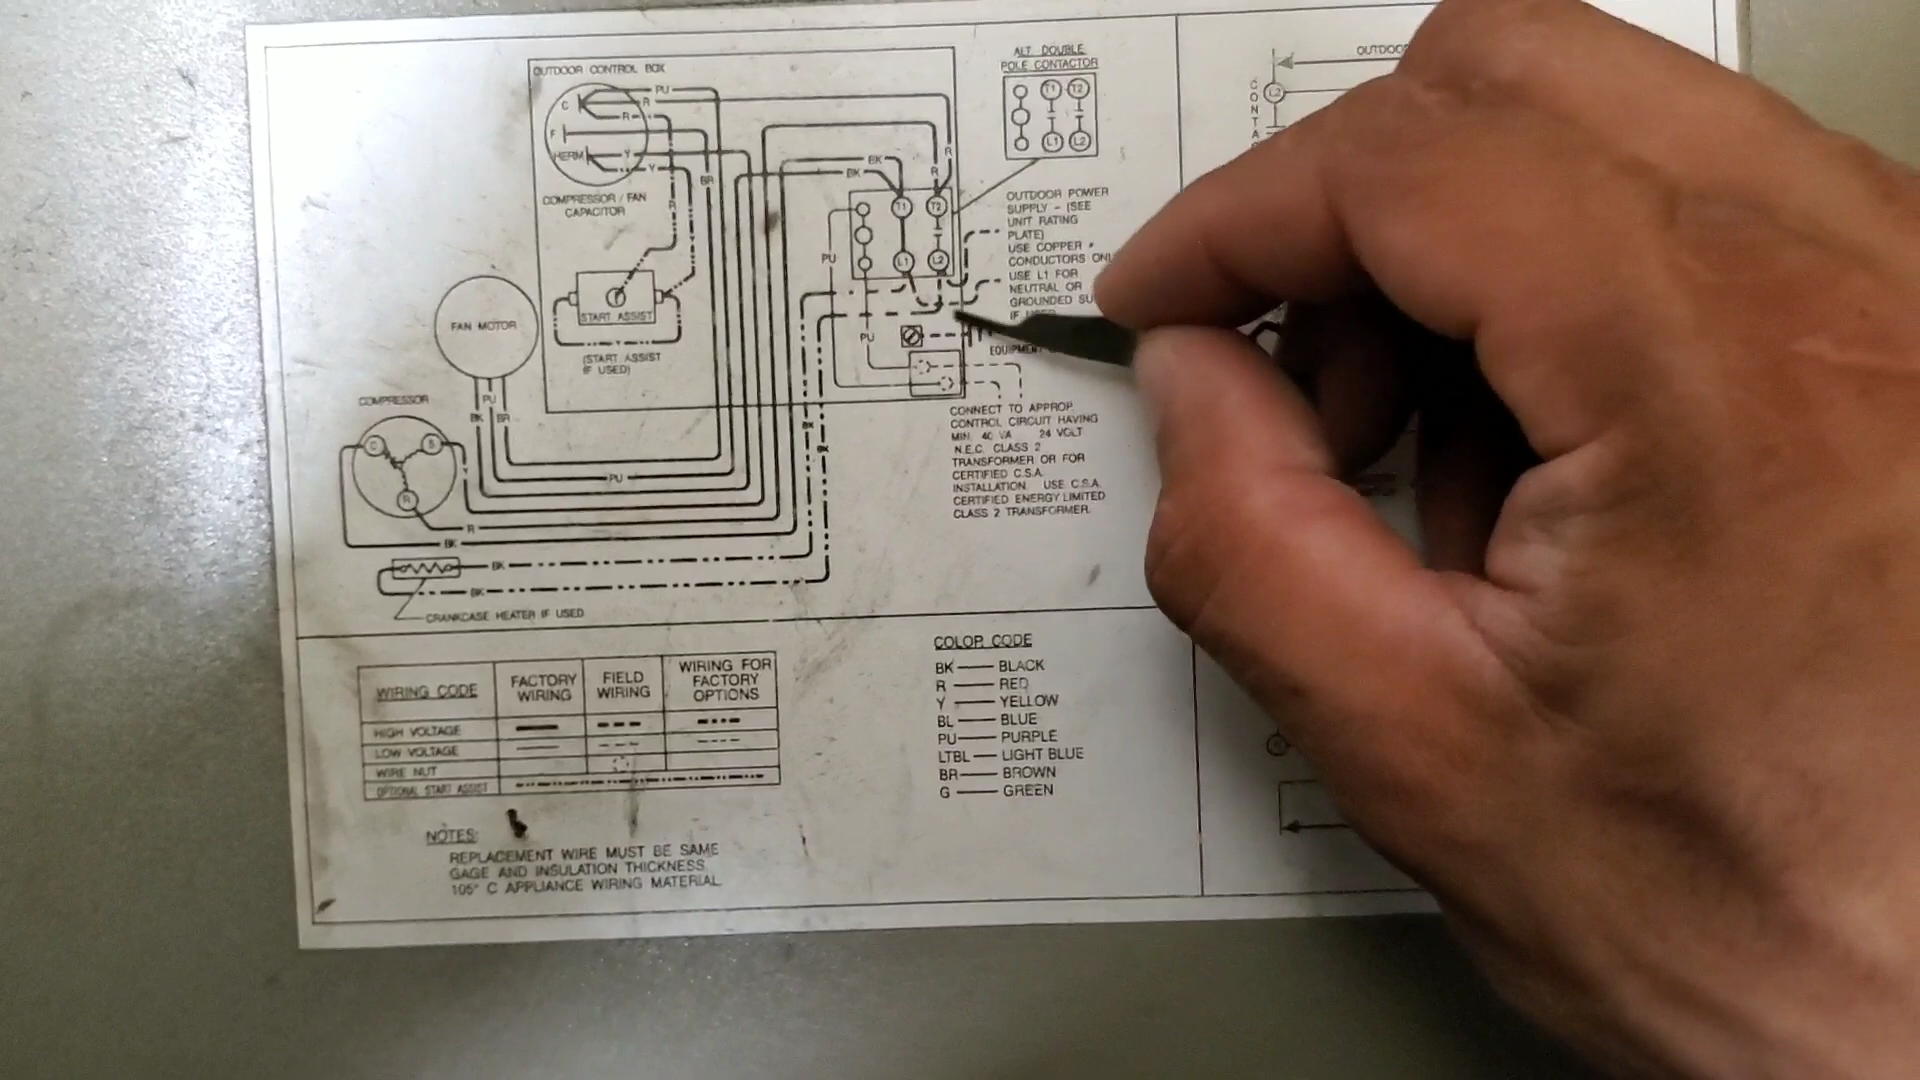 OUTDOOR CONTROL BOX
C
F
HERM
PU
R
R
Y
Y
BR
R
Y
COMPRESSOR / FAN
CAPACITOR
START ASSIST
(START ASSIST
IF USED)
FAN MOTOR
BK
PU
BR
COMPRESSOR
C
S
R
Y
PU
R
BK
BK
BK
CRANKCASE HEATER IF USED
BK
BK
R
R
T1
T2
L1
L2
PU
PU
BK
BK
ALT. DOUBLE
POLE CONTACTOR
T1
T2
L1
L2
OUTDOOR POWER
SUPPLY - (SEE
UNIT RATING
PLATE)
USE COPPER
CONDUCTORS
USE L1 FOR
NEUTRAL OR
GROUNDED
IF USED
EQUIPMENT
CONNECT TO APPROP.
CONTROL CIRCUIT HAVING
MIN. 40 VA 24 VOLT
N.E.C. CLASS 2
TRANSFORMER OR FOR
CERTIFIED C.S.A.
INSTALLATION. USE C.S.A.
CERTIFIED ENERGY LIMITED
CLASS 2 TRANSFORMER.
L2
WIRING CODE
FACTORY
WIRING
FIELD
WIRING
WIRING FOR
FACTORY
OPTIONS
HIGH VOLTAGE
LOW VOLTAGE
WIRE NUT
OPTIONAL START ASSIST
NOTES:
REPLACEMENT WIRE MUST BE SAME
GAGE AND INSULATION THICKNESS
105° C APPLIANCE WIRING MATERIAL
COLOR CODE
BK — BLACK
R — RED
Y — YELLOW
BL — BLUE
PU — PURPLE
LTBL — LIGHT BLUE
BR — BROWN
G — GREEN